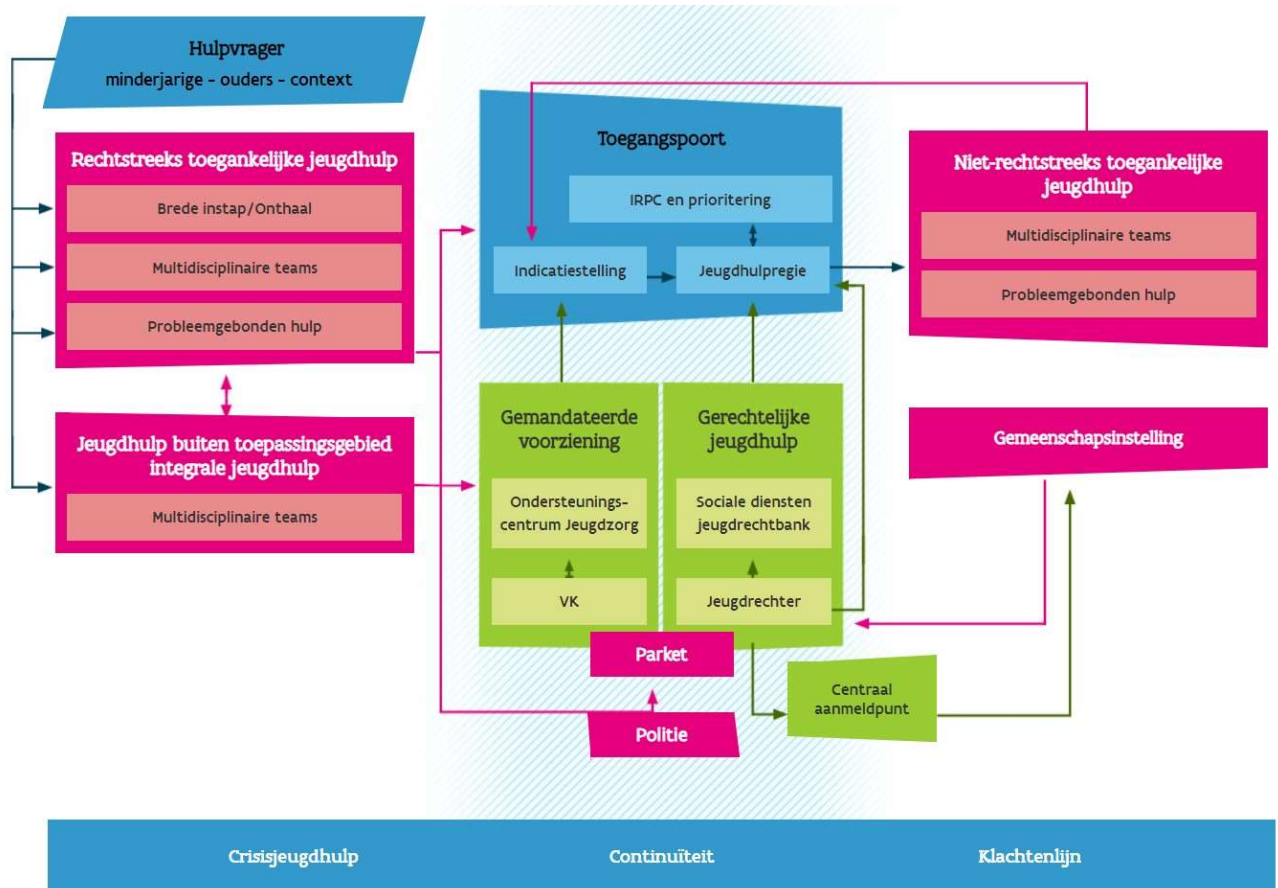 Hulpvrager
minderjarige - ouders - context
Rechtstreeks toegankelijke jeugdhulp
Brede instap/Onthaal
Multidisciplinaire teams
Probleemgebonden hulp
Jeugdhulp buiten toepassingsgebied
integrale jeugdhulp
Multidisciplinaire teams
Toegangspoort
IRPC en prioritering
Indicatiestelling
Jeugdhulpregie
Gemandateerde
voorziening
Ondersteunings-
centrum Jeugdzorg
VK
Gerechtelijke
jeugdhulp
Sociale diensten
jeugdrechtbank
Jeugdrechter
Parket
Politie
Centraal
aanmeldpunt
Niet-rechtstreeks toegankelijke
jeugdhulp
Multidisciplinaire teams
Probleemgebonden hulp
Gemeenschapsinstelling
Crisisjeugdhulp
Continuïteit
Klachtenlijn